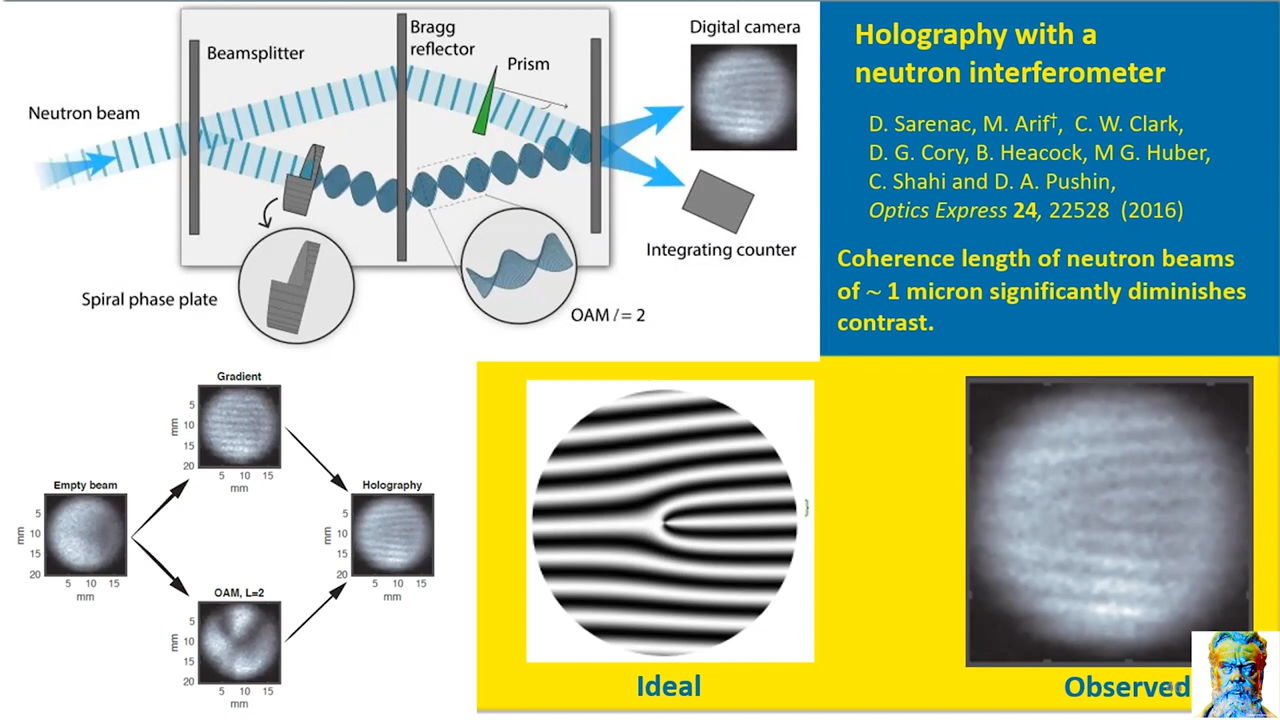 Beamsplitter
Bragg
reflector
Prism
Neutron beam
Digital camera
Integrating counter
Spiral phase plate
OAM l = 2
Holography with a
neutron interferometer
D. Sarenac, M. Arif†, C. W. Clark,
D. G. Cory, B. Heacock, M G. Huber,
C. Shahi and D. A. Pushin,
Optics Express 24, 22528 (2016)
Coherence length of neutron beams
of ~ 1 micron significantly diminishes
contrast.
Gradient
5
10
15
20
mm
5 10 15
mm
Empty beam
5
10
15
20
mm
5 10 15
mm
Holography
5
10
15
20
mm
5 10 15
mm
OAM, L=2
5
10
15
20
mm
5 10 15
mm
Ideal
Observed